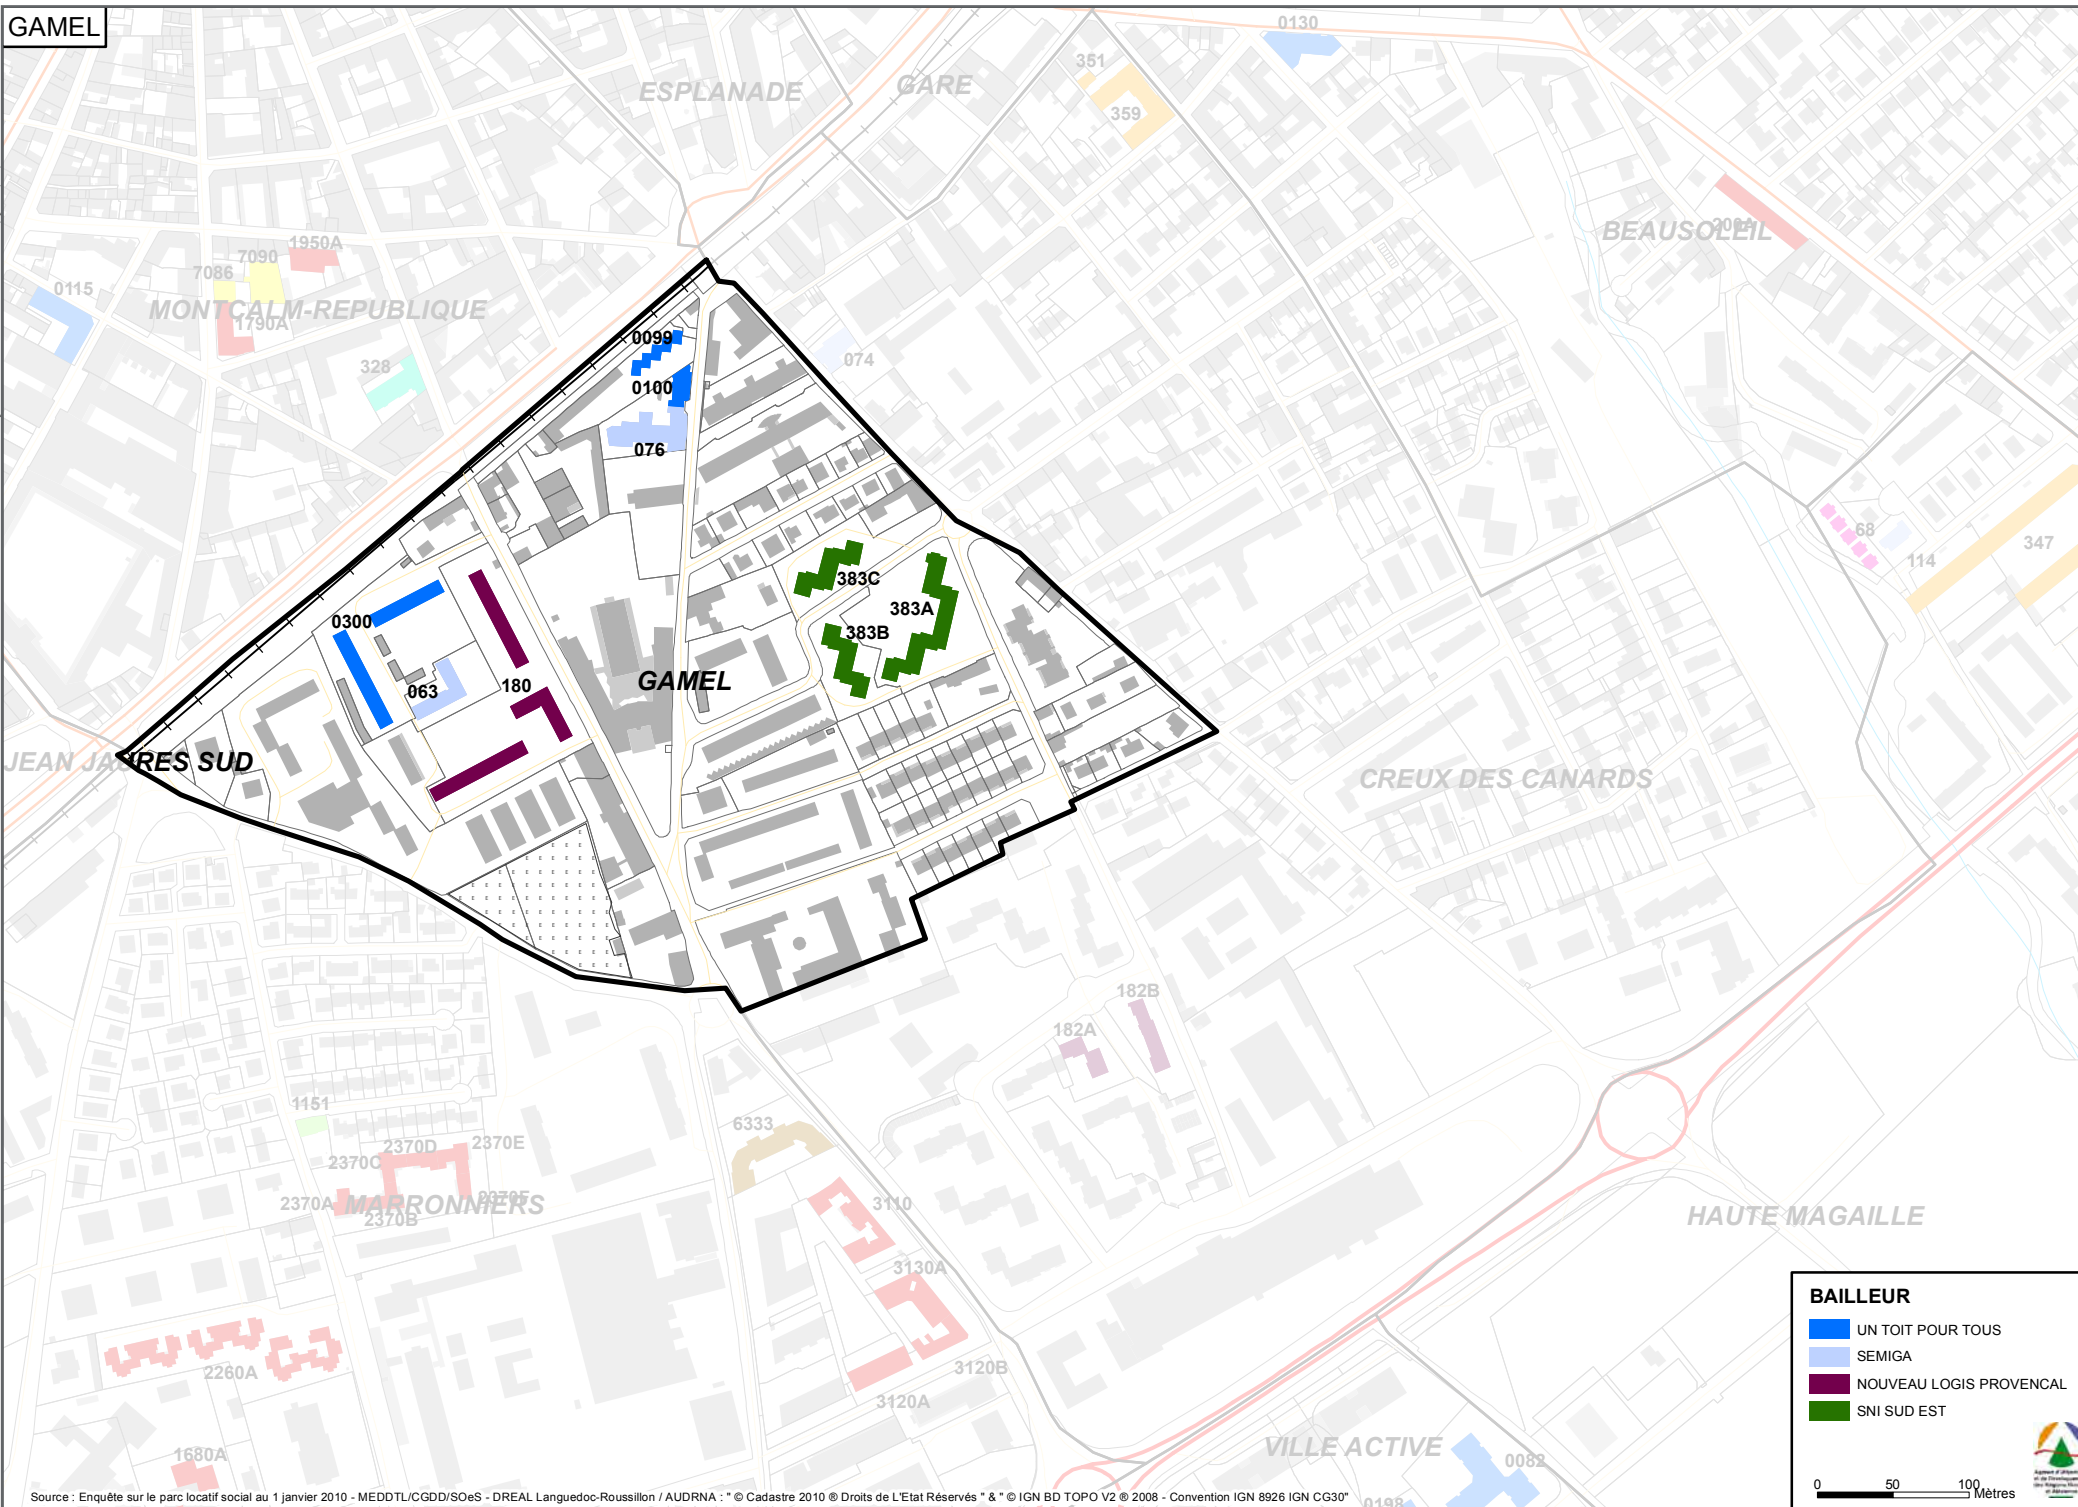 GAMEL
0130
351
ESPLANADE
GARE
359
BEAUSOLEIL
200A
1950A
7090
7086
0115
MONTCALM-REPUBLIQUE
1790A
0099
074
328
0100
076
68
114
347
383C
383A
0300
383B
GAMEL
180
063
JEAN JAURES SUD
CREUX DES CANARDS
182B
182A
1151
6333
2370D
2370E
2370C
2370A
2370F
MARRONNIERS
2370B
3110
HAUTE MAGAILLE
3130A
2260A
3120B
3120A
VILLE ACTIVE
1680A
0082
0198
BAILLEUR
UN TOIT POUR TOUS
SEMIGA
NOUVEAU LOGIS PROVENCAL
SNI SUD EST
0 50 100
Mètres
Source : Enquête sur le parc locatif social au 1 janvier 2010 - MEDDTL/CGDD/SOeS - DREAL Languedoc-Roussillon / AUDRNA : " © Cadastre 2010 ® Droits de L'Etat Réservés " & " © IGN BD TOPO V2 ® 2008 - Convention IGN 8926 IGN CG30"